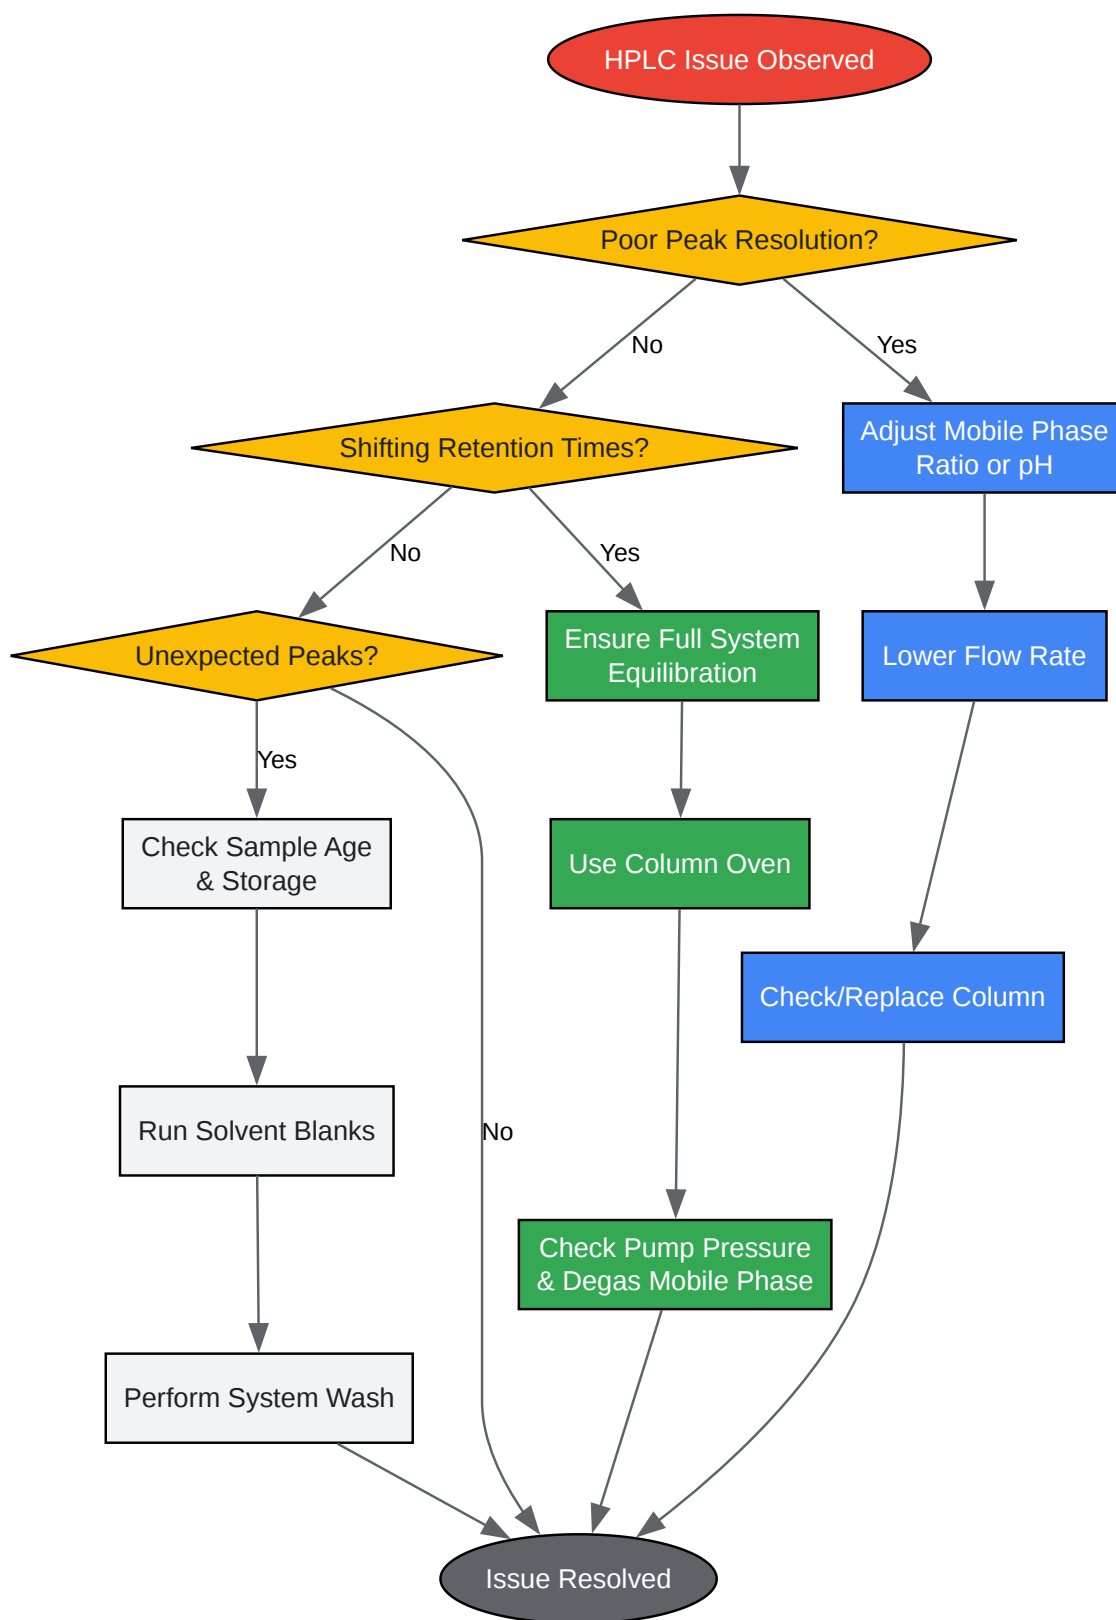 HPLC Issue Observed
Poor Peak Resolution?
No
Yes
Shifting Retention Times?
Adjust Mobile Phase
Ratio or pH
No
Yes
Unexpected Peaks?
Ensure Full System
Equilibration
Lower Flow Rate
Yes
Check Sample Age
& Storage
Use Column Oven
Check/Replace Column
Run Solvent Blanks
No
Check Pump Pressure
& Degas Mobile Phase
Perform System Wash
Issue Resolved